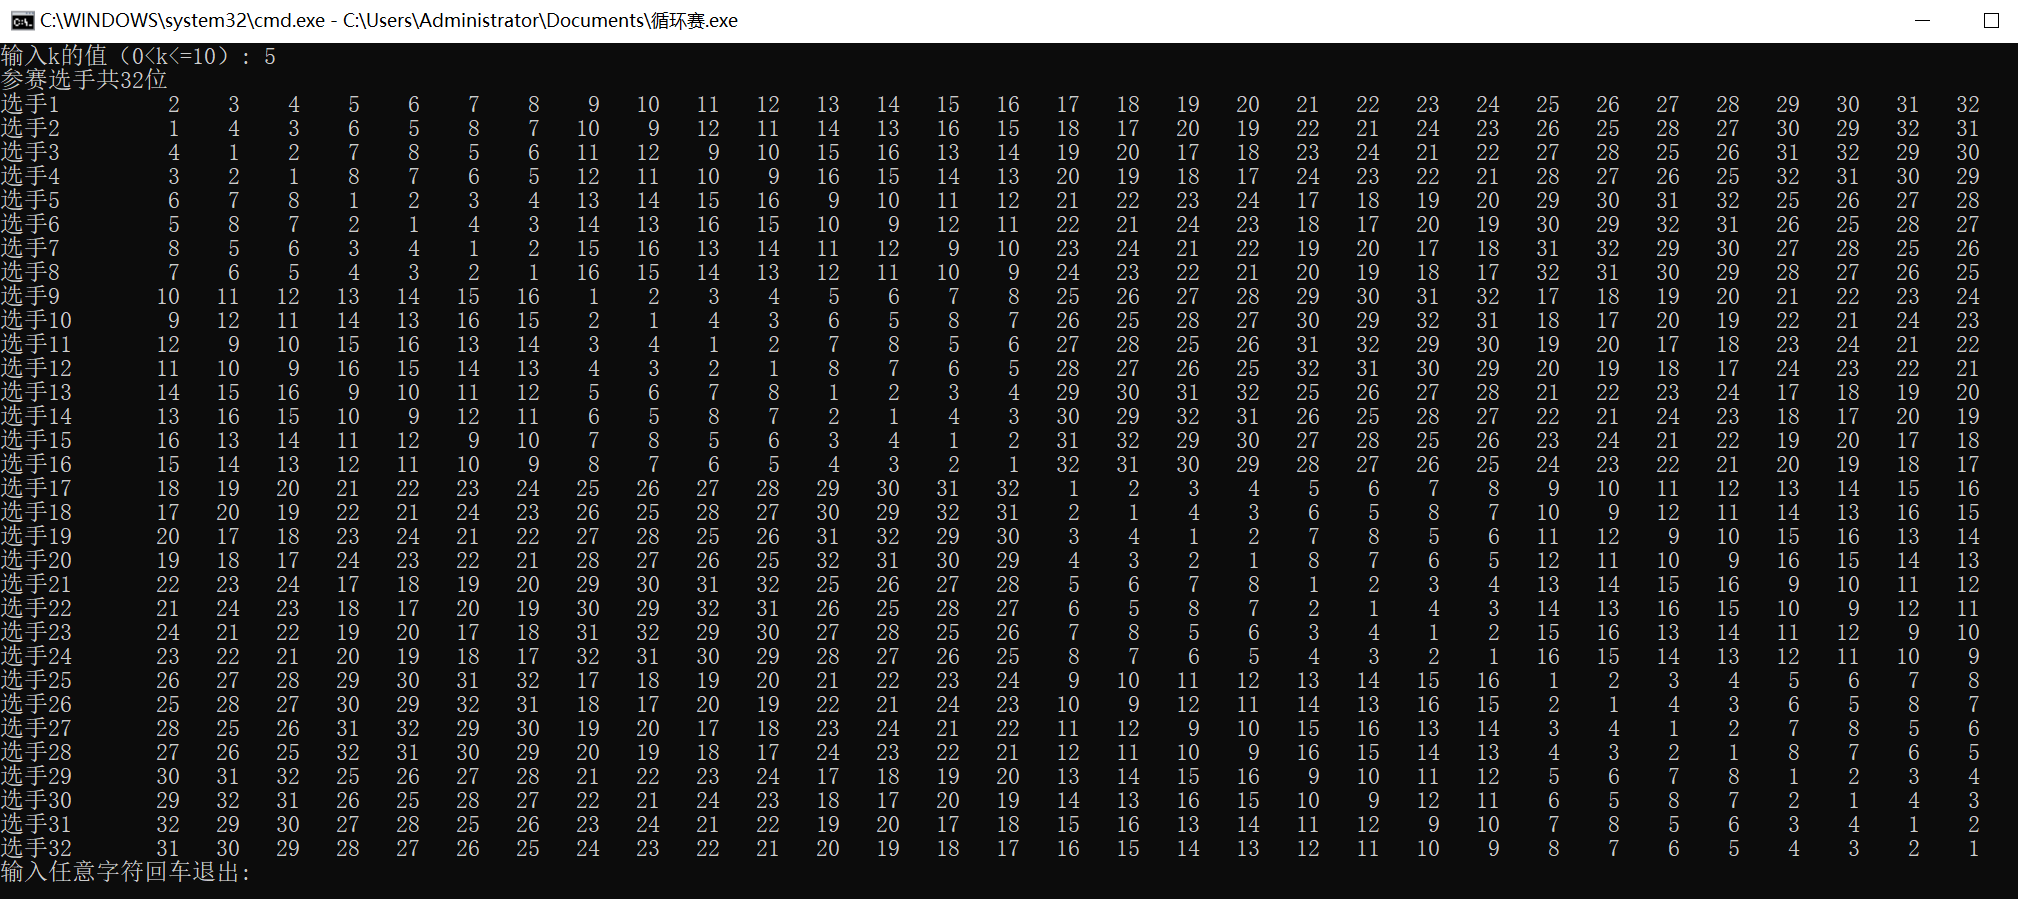 C:\WINDOWS\system32\cmd.exe - C:\Users\Administrator\Documents\循环赛.exe
输入k的值（0<k<=10）: 5
参赛选手共32位
选手1 2 3 4 5 6 7 8 9 10 11 12 13 14 15 16 17 18 19 20 21 22 23 24 25 26 27 28 29 30 31 32
选手2 1 4 3 6 5 8 7 10 9 12 11 14 13 16 15 18 17 20 19 22 21 24 23 26 25 28 27 30 29 32 31
选手3 4 1 2 7 8 5 6 11 12 9 10 15 16 13 14 19 20 17 18 23 24 21 22 27 28 25 26 31 32 29 30
选手4 3 2 1 8 7 6 5 12 11 10 9 16 15 14 13 20 19 18 17 24 23 22 21 28 27 26 25 32 31 30 29
选手5 6 7 8 1 2 3 4 13 14 15 16 9 10 11 12 21 22 23 24 17 18 19 20 29 30 31 32 25 26 27 28
选手6 5 8 7 2 1 4 3 14 13 16 15 10 9 12 11 22 21 24 23 18 17 20 19 30 29 32 31 26 25 28 27
选手7 8 5 6 3 4 1 2 15 16 13 14 11 12 9 10 23 24 21 22 19 20 17 18 31 32 29 30 27 28 25 26
选手8 7 6 5 4 3 2 1 16 15 14 13 12 11 10 9 24 23 22 21 20 19 18 17 32 31 30 29 28 27 26 25
选手9 10 11 12 13 14 15 16 1 2 3 4 5 6 7 8 25 26 27 28 29 30 31 32 17 18 19 20 21 22 23 24
选手10 9 12 11 14 13 16 15 2 1 4 3 6 5 8 7 26 25 28 27 30 29 32 31 18 17 20 19 22 21 24 23
选手11 12 9 10 15 16 13 14 3 4 1 2 7 8 5 6 27 28 25 26 31 32 29 30 19 20 17 18 23 24 21 22
选手12 11 10 9 16 15 14 13 4 3 2 1 8 7 6 5 28 27 26 25 32 31 30 29 20 19 18 17 24 23 22 21
选手13 14 15 16 9 10 11 12 5 6 7 8 1 2 3 4 29 30 31 32 25 26 27 28 21 22 23 24 17 18 19 20
选手14 13 16 15 10 9 12 11 6 5 8 7 2 1 4 3 30 29 32 31 26 25 28 27 22 21 24 23 18 17 20 19
选手15 16 13 14 11 12 9 10 7 8 5 6 3 4 1 2 31 32 29 30 27 28 25 26 23 24 21 22 19 20 17 18
选手16 15 14 13 12 11 10 9 8 7 6 5 4 3 2 1 32 31 30 29 28 27 26 25 24 23 22 21 20 19 18 17
选手17 18 19 20 21 22 23 24 25 26 27 28 29 30 31 32 1 2 3 4 5 6 7 8 9 10 11 12 13 14 15 16
选手18 17 20 19 22 21 24 23 26 25 28 27 30 29 32 31 2 1 4 3 6 5 8 7 10 9 12 11 14 13 16 15
选手19 20 17 18 23 24 21 22 27 28 25 26 31 32 29 30 3 4 1 2 7 8 5 6 11 12 9 10 15 16 13 14
选手20 19 18 17 24 23 22 21 28 27 26 25 32 31 30 29 4 3 2 1 8 7 6 5 12 11 10 9 16 15 14 13
选手21 22 23 24 17 18 19 20 29 30 31 32 25 26 27 28 5 6 7 8 1 2 3 4 13 14 15 16 9 10 11 12
选手22 21 24 23 18 17 20 19 30 29 32 31 26 25 28 27 6 5 8 7 2 1 4 3 14 13 16 15 10 9 12 11
选手23 24 21 22 19 20 17 18 31 32 29 30 27 28 25 26 7 8 5 6 3 4 1 2 15 16 13 14 11 12 9 10
选手24 23 22 21 20 19 18 17 32 31 30 29 28 27 26 25 8 7 6 5 4 3 2 1 16 15 14 13 12 11 10 9
选手25 26 27 28 29 30 31 32 17 18 19 20 21 22 23 24 9 10 11 12 13 14 15 16 1 2 3 4 5 6 7 8
选手26 25 28 27 30 29 32 31 18 17 20 19 22 21 24 23 10 9 12 11 14 13 16 15 2 1 4 3 6 5 8 7
选手27 28 25 26 31 32 29 30 19 20 17 18 23 24 21 22 11 12 9 10 15 16 13 14 3 4 1 2 7 8 5 6
选手28 27 26 25 32 31 30 29 20 19 18 17 24 23 22 21 12 11 10 9 16 15 14 13 4 3 2 1 8 7 6 5
选手29 30 31 32 25 26 27 28 21 22 23 24 17 18 19 20 13 14 15 16 9 10 11 12 5 6 7 8 1 2 3 4
选手30 29 32 31 26 25 28 27 22 21 24 23 18 17 20 19 14 13 16 15 10 9 12 11 6 5 8 7 2 1 4 3
选手31 32 29 30 27 28 25 26 23 24 21 22 19 20 17 18 15 16 13 14 11 12 9 10 7 8 5 6 3 4 1 2
选手32 31 30 29 28 27 26 25 24 23 22 21 20 19 18 17 16 15 14 13 12 11 10 9 8 7 6 5 4 3 2 1
输入任意字符回车退出: